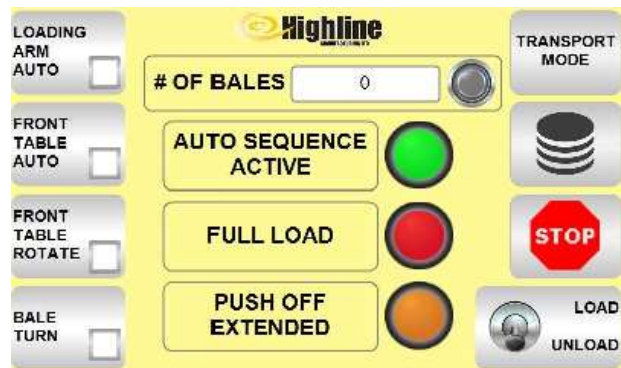 LOADING
ARM
AUTO
FRONT
TABLE
AUTO
FRONT
TABLE
ROTATE
BALE
TURN
Highline
# OF BALES 0
AUTO SEQUENCE
ACTIVE
FULL LOAD
PUSH OFF
EXTENDED
TRANSPORT
MODE
STOP
LOAD
UNLOAD